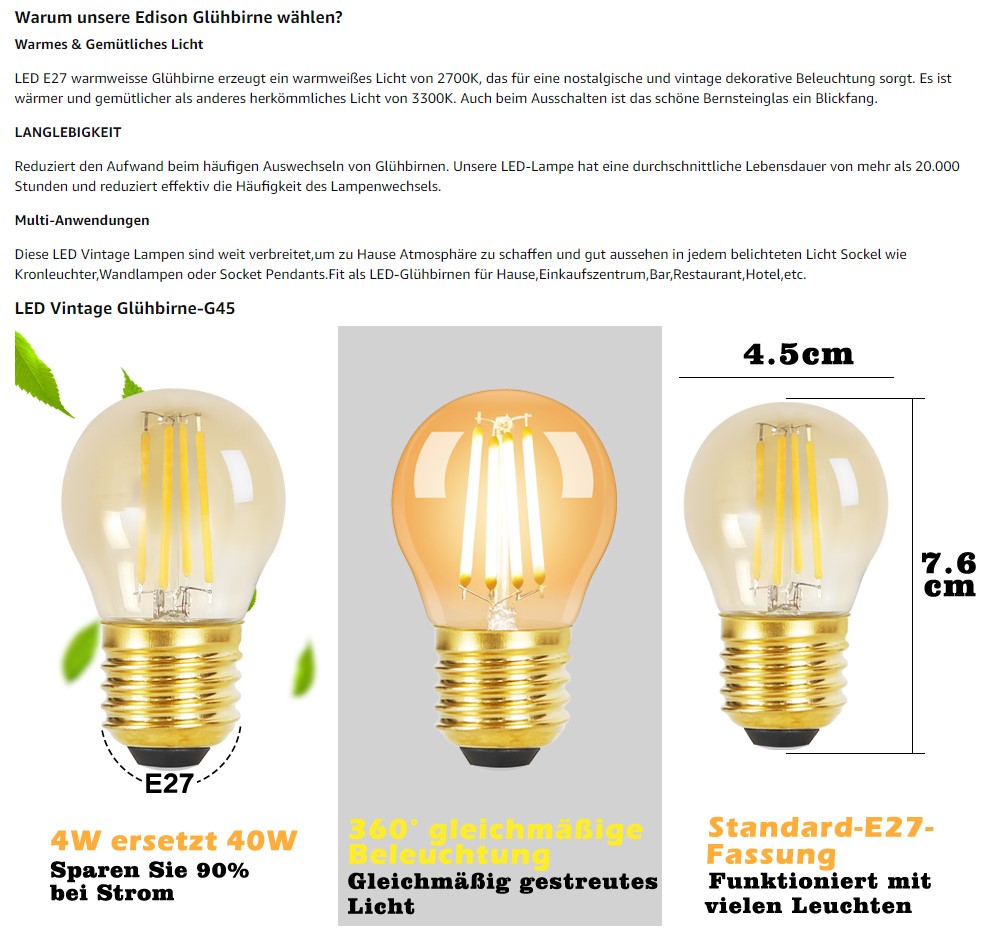 Warum unsere Edison Glühbirne wählen?
Warmes & Gemütliches Licht
LED E27 warmweisse Glühbirne erzeugt ein warmweißes Licht von 2700K, das für eine nostalgische und vintage dekorative Beleuchtung sorgt. Es ist
wärmer und gemütlicher als anderes herkömmliches Licht von 3300K. Auch beim Ausschalten ist das schöne Bernsteinglas ein Blickfang.
LANGLEBIGKEIT
Reduziert den Aufwand beim häufigen Auswechseln von Glühbirnen. Unsere LED-Lampe hat eine durchschnittliche Lebensdauer von mehr als 20.000
Stunden und reduziert effektiv die Häufigkeit des Lampenwechsels.
Multi-Anwendungen
Diese LED Vintage Lampen sind weit verbreitet,um zu Hause Atmosphäre zu schaffen und gut aussehen in jedem belichteten Licht Sockel wie
Kronleuchter,Wandlampen oder Socket Pendants.Fit als LED-Glühbirnen für Hause,Einkaufszentrum,Bar,Restaurant,Hotel,etc.
LED Vintage Glühbirne-G45
E27
4W ersetzt 40W
Sparen Sie 90%
bei Strom
360° gleichmäßige
Beleuchtung
Gleichmäßig gestreutes
Licht
4.5cm
7.6
cm
Standard-E27-
Fassung
Funktioniert mit
vielen Leuchten